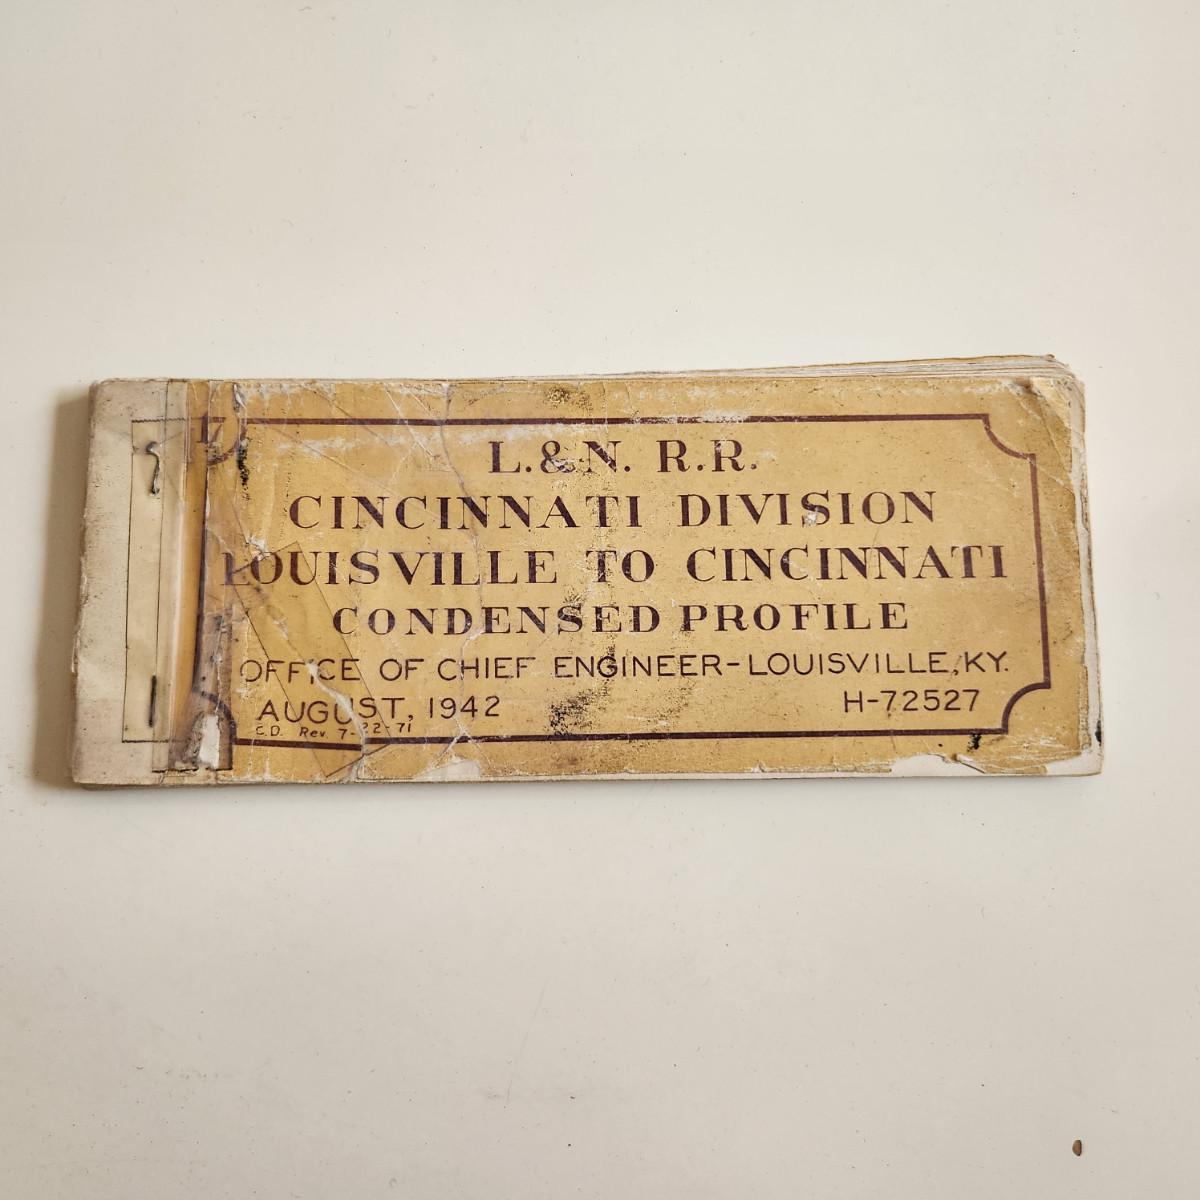 L.&N. R.R.
CINCINNATI DIVISION
LOUISVILLE TO CINCINNATI
CONDENSED PROFILE
OFFICE OF CHIEF ENGINEER-LOUISVILLE, KY.
AUGUST, 1942 H-72527
C.D. Rev. 7-22-71